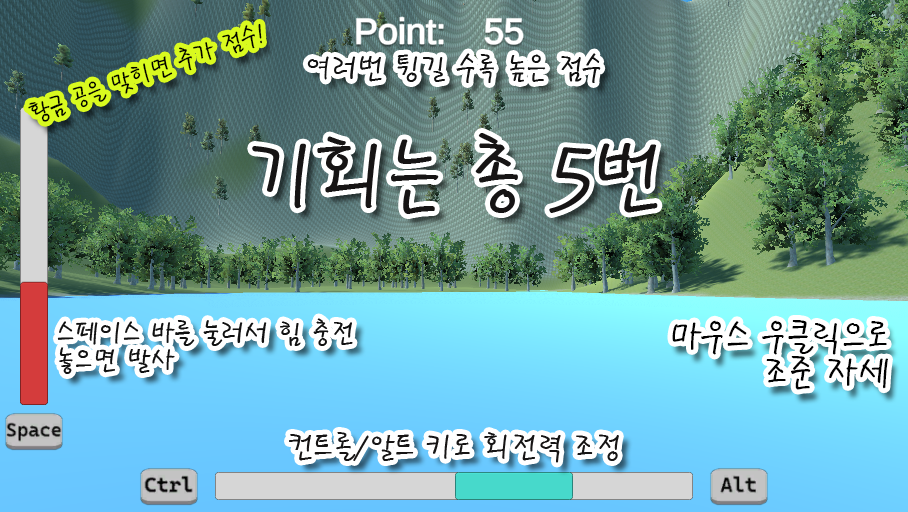 Point: 55
황금 공을 맞히면 추가 점수!
여러번 튕길 수록 높은 점수
기회는 총 5번
스페이스 바를 눌러서 힘 충전
놓으면 발사
마우스 우클릭으로
조준 자세
Space
컨트롤/알트 키로 회전력 조정
Ctrl
Alt